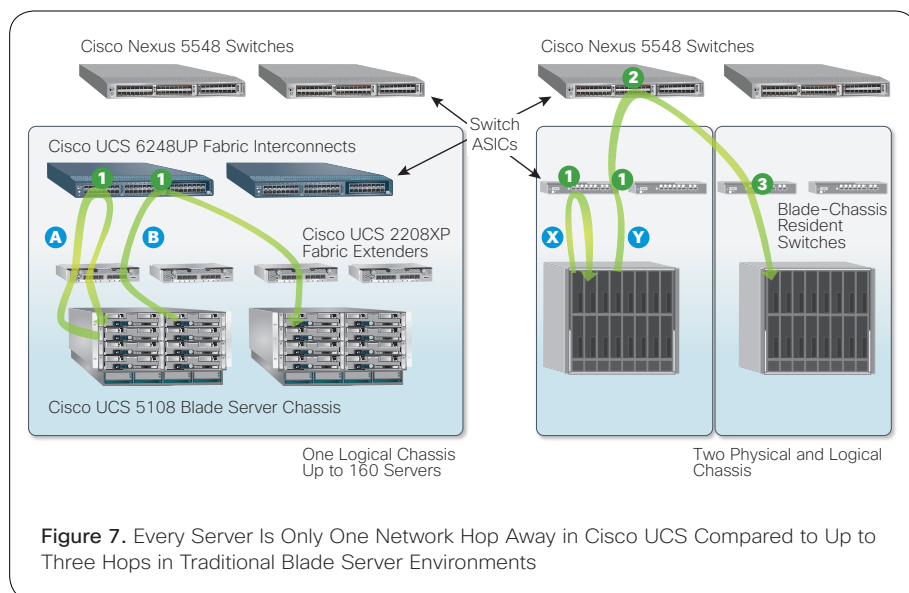 Cisco Nexus 5548 Switches
Cisco Nexus 5548 Switches
2
Switch
ASICs
Cisco UCS 6248UP Fabric Interconnects
1
1
1
1
3
A
B
Cisco UCS 2208XP
Fabric Extenders
X
Y
Blade-Chassis
Resident
Switches
Cisco UCS 5108 Blade Server Chassis
One Logical Chassis
Up to 160 Servers
Two Physical and Logical
Chassis
Figure 7. Every Server Is Only One Network Hop Away in Cisco UCS Compared to Up to
Three Hops in Traditional Blade Server Environments